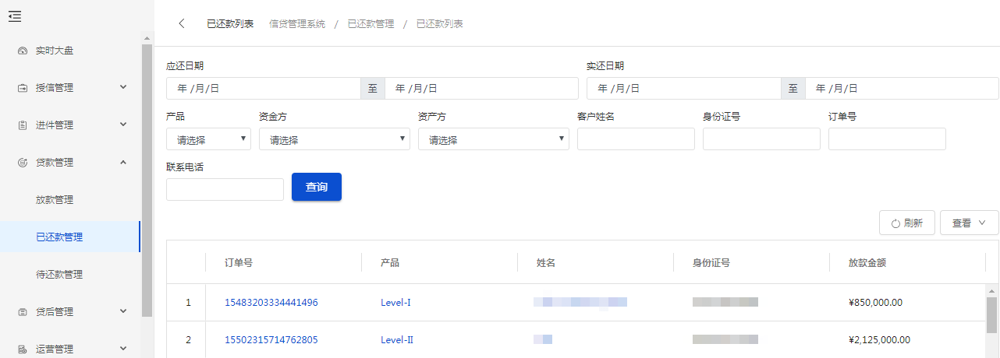 已还款列表 信贷管理系统 / 已还款管理 / 已还款列表
实时大盘
授信管理
进件管理
贷款管理
放款管理
已还款管理
待还款管理
贷后管理
运营管理
应还日期 实还日期
年 /月/日 至 年 /月/日 年 /月/日 至 年 /月/日
产品 资金方 资产方 客户姓名 身份证号 订单号
请选择 请选择 请选择
联系电话
查询
刷新 查看
订单号 产品 姓名 身份证号 放款金额
1 15483203334441496 Level-I ¥850,000.00
2 15502315714762805 Level-II ¥2,125,000.00